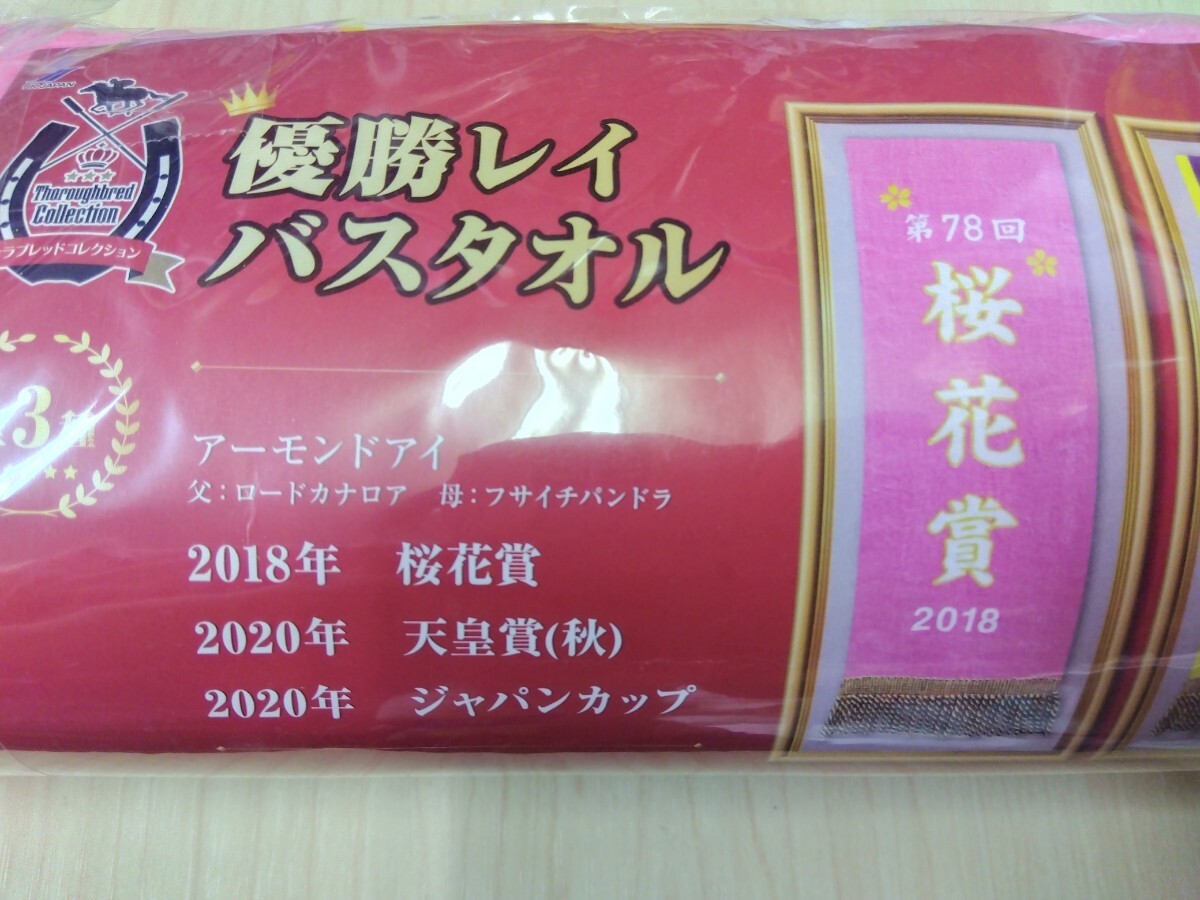 Thoroughbred
Collection
ラブレッドコレクション
優勝レイ
バスタオル
3種
アーモンドアイ
父：ロードカナロア 母：フサイチパンドラ
2018年 桜花賞
2020年 天皇賞(秋)
2020年 ジャパンカップ
第78回
桜花賞
2018